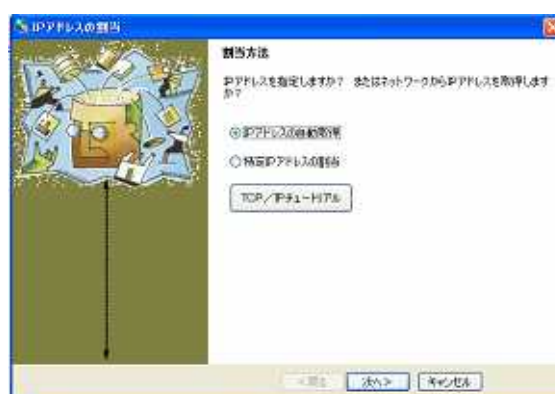 IPアドレスの割当
割当方法
IPアドレスを指定しますか? またはネットワークからIPアドレスを取得します
か?
IPアドレスの自動取得
特定IPアドレスの割当
TCP/IPチュートリアル
<戻る
次へ>
キャンセル